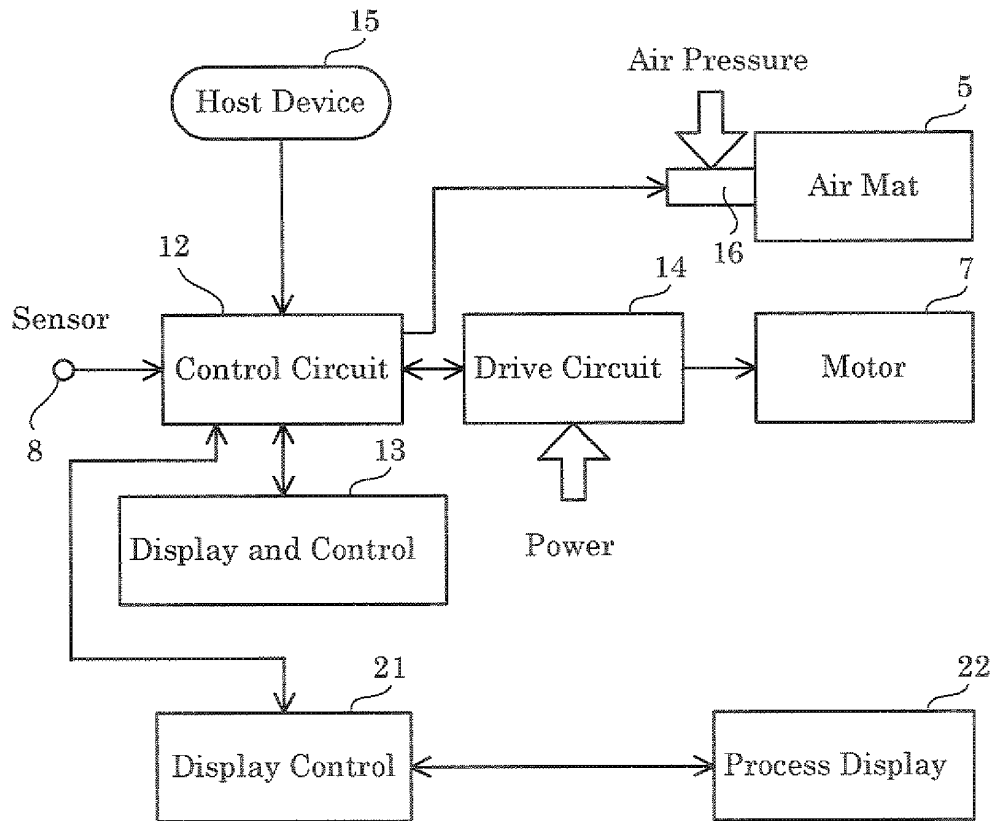 15
Host Device
Air Pressure
5
Air Mat
16
12
14
7
Sensor
Control Circuit
Drive Circuit
Motor
8
13
Display and Control
Power
21
22
Display Control
Process Display